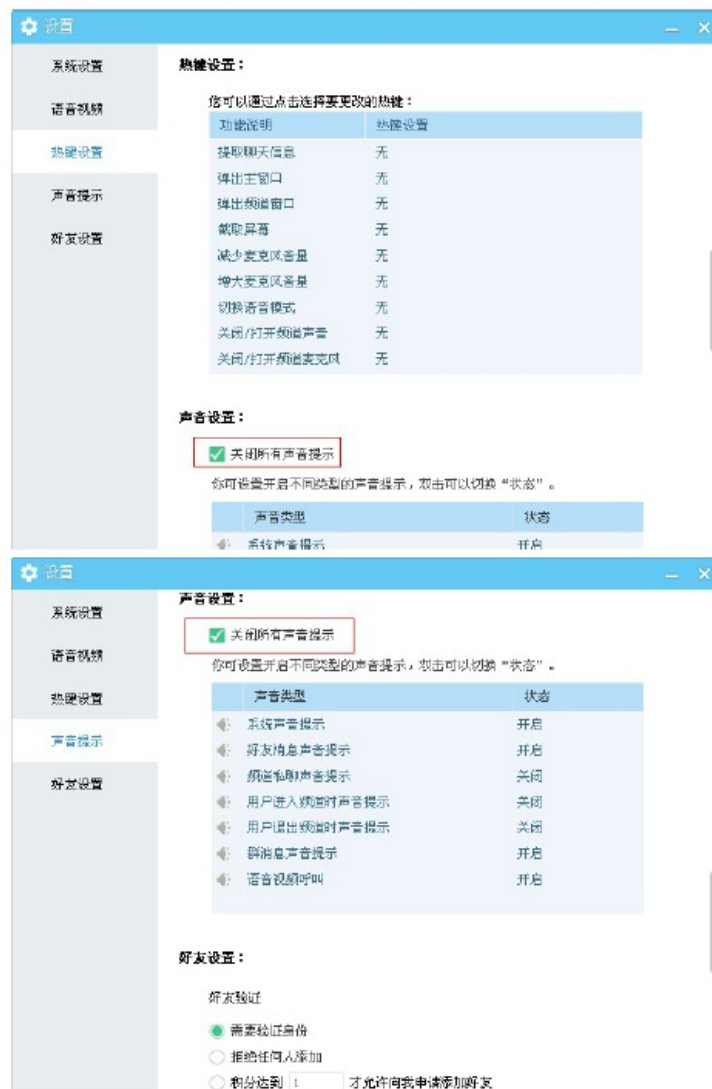 设置
系统设置
语音视频
热键设置
声音提示
好友设置
热键设置：
您可以通过点击选择要更改的热键：
功能说明 热键设置
提取聊天信息 无
弹出主窗口 无
弹出频道窗口 无
截取屏幕 无
减少麦克风音量 无
增大麦克风音量 无
切换语音模式 无
关闭/打开频道声音 无
关闭/打开频道麦克风 无
声音设置：
关闭所有声音提示
你可设置开启不同类型的声音提示，双击可以切换“状态”。
声音类型 状态
系统声音提示 开启
设置
系统设置
语音视频
热键设置
声音提示
好友设置
声音设置：
关闭所有声音提示
你可设置开启不同类型的声音提示，双击可以切换“状态”。
声音类型 状态
系统声音提示 开启
好友消息声音提示 开启
频道私聊声音提示 关闭
用户进入频道时声音提示 关闭
用户退出频道时声音提示 关闭
群消息声音提示 开启
语音视频呼叫 开启
好友设置：
好友验证
需要验证身份
拒绝任何人添加
积分达到 1 才允许向我申请添加好友